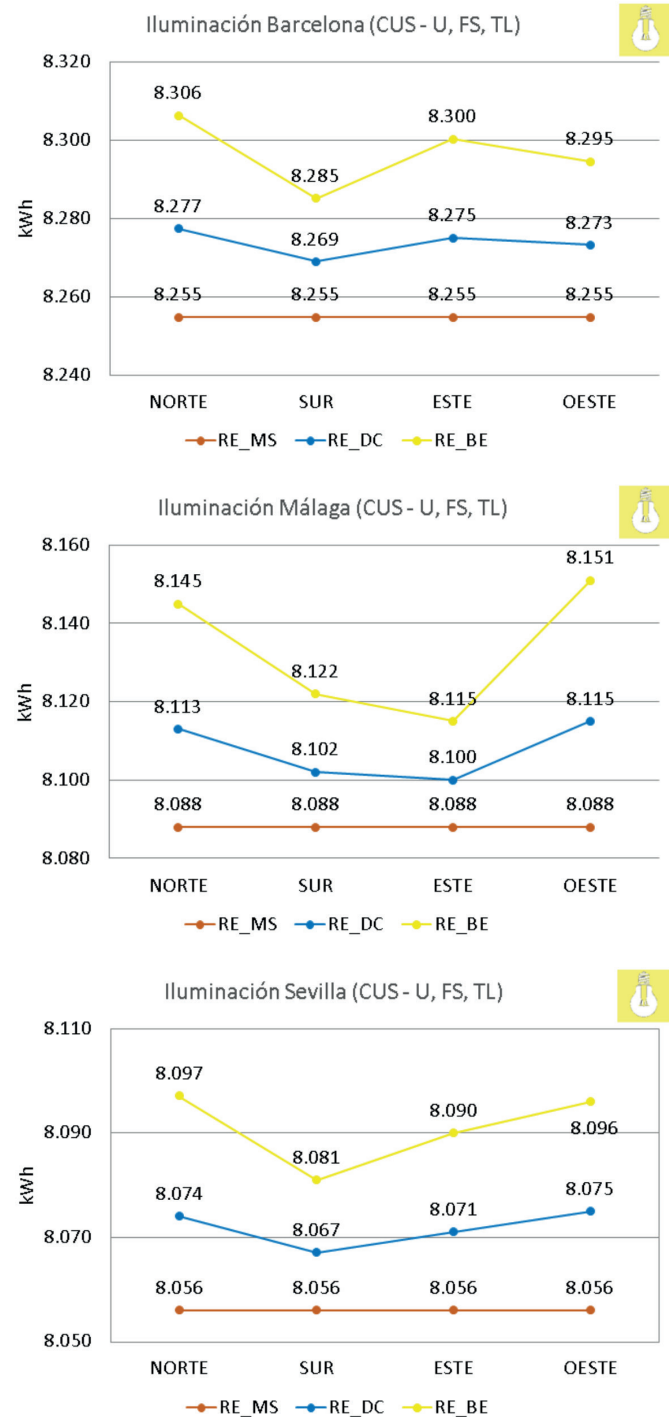 Iluminación Barcelona (CUS - U, FS, TL)
8.320
8.306
8.300
8.295
8.300
8.285
8.277
8.275
8.273
8.280
8.269
kWh
8.255 8.255 8.255 8.255
8.260
8.240
NORTE SUR ESTE OESTE
RE_MS RE_DC RE_BE
Iluminación Málaga (CUS - U, FS, TL)
8.160
8.151
8.145
8.140
8.122
8.115
8.113
8.115
8.120
8.102
8.100
kWh
8.100
8.088 8.088 8.088 8.088
8.080
NORTE SUR ESTE OESTE
RE_MS RE_DC RE_BE
Iluminación Sevilla (CUS - U, FS, TL)
8.110
8.097
8.090
8.096
8.081
8.090
8.074
8.071
8.075
8.067
kWh
8.070
8.056 8.056 8.056 8.056
8.050
NORTE SUR ESTE OESTE
RE_MS RE_DC RE_BE